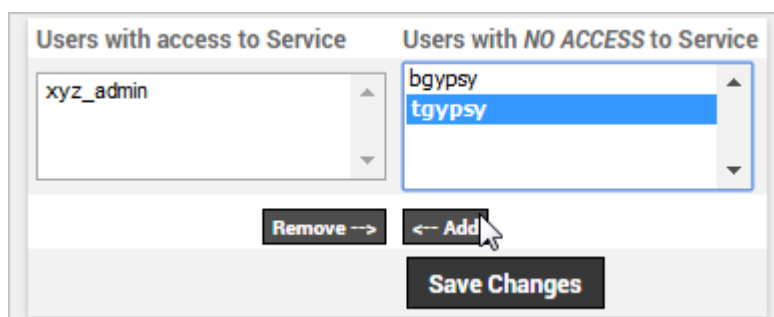 Users with access to Service
Users with NO ACCESS to Service
xyz_admin
bgypsy
tgypsy
Remove -->
<-- Add
Save Changes